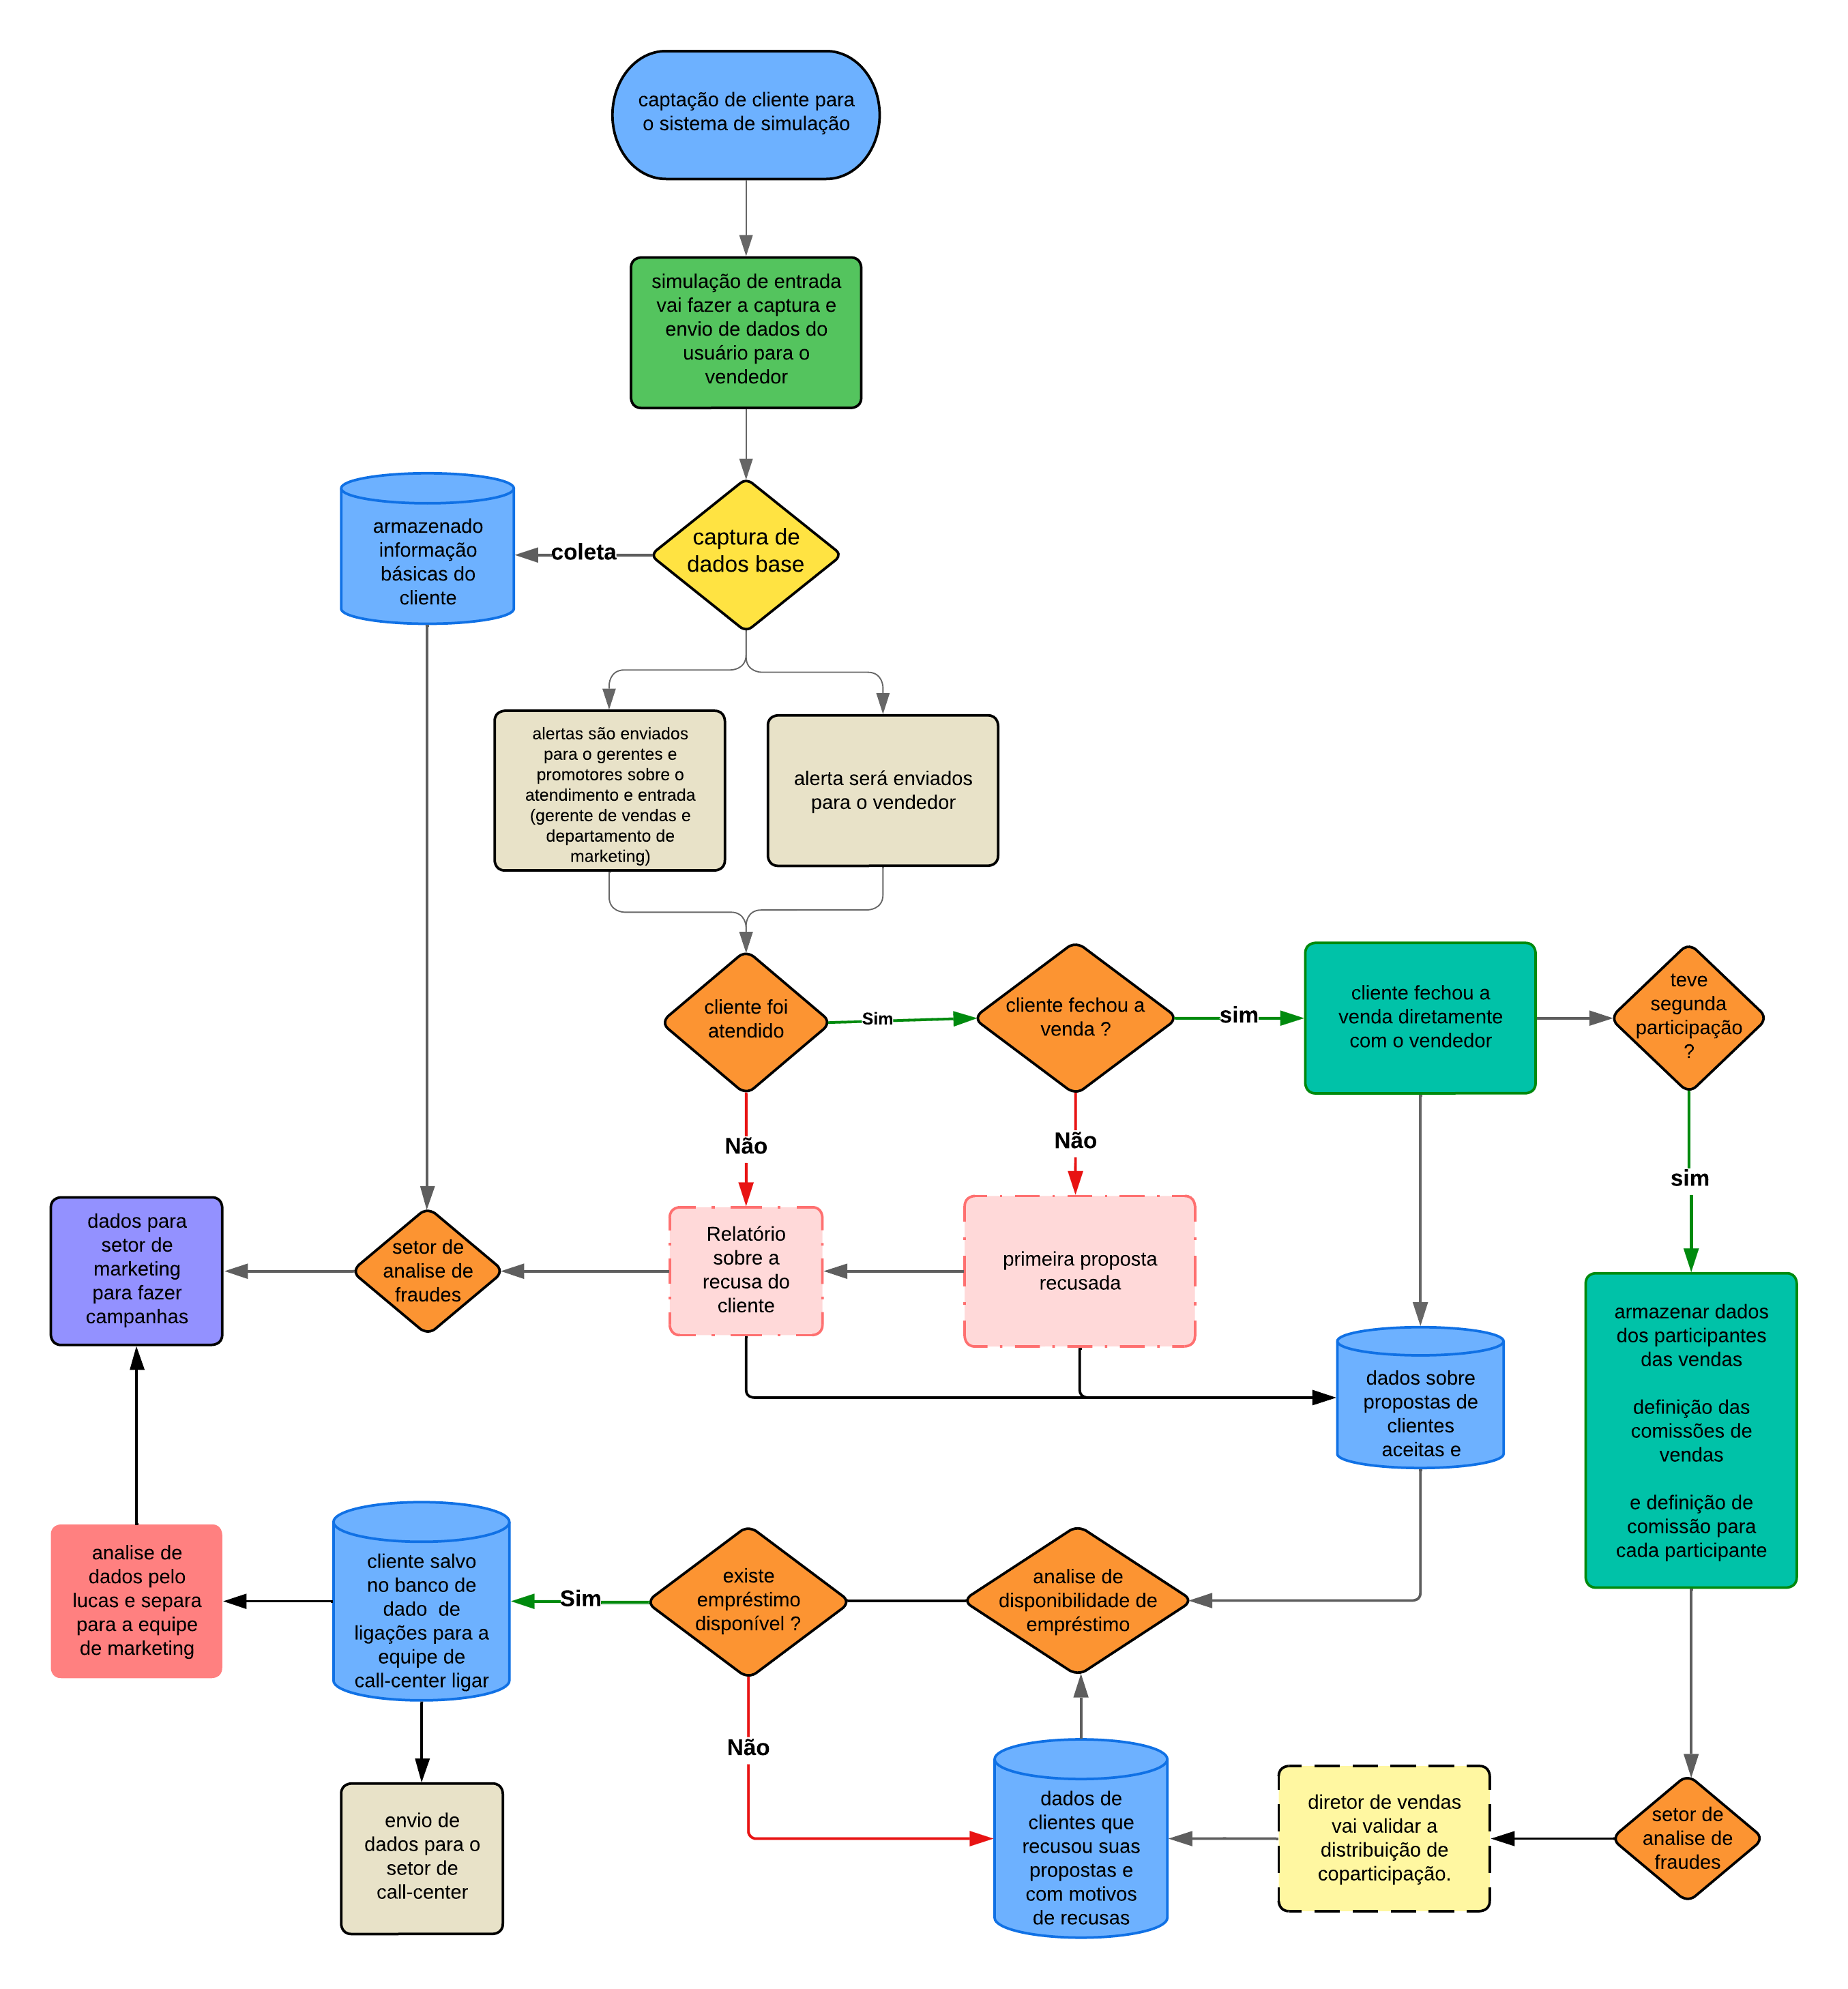 captação de cliente para
o sistema de simulação
simulação de entrada
vai fazer a captura e
envio de dados do
usuário para o
vendedor
armazenado
informação
básicas do
cliente
coleta
captura de
dados base
alertas são enviados
para o gerentes e
promotores sobre o
atendimento e entrada
(gerente de vendas e
departamento de
marketing)
alerta será enviados
para o vendedor
cliente foi
atendido
Sim
cliente fechou a
venda ?
sim
cliente fechou a
venda diretamente
com o vendedor
teve
segunda
participação
?
Não
Não
sim
dados para
setor de
marketing
para fazer
campanhas
setor de
analise de
fraudes
Relatório
sobre a
recusa do
cliente
primeira proposta
recusada
armazenar dados
dos participantes
das vendas
definição das
comissões de
vendas
e definição de
comissão para
cada participante
dados sobre
propostas de
clientes
aceitas e
analise de
dados pelo
lucas e separa
para a equipe
de marketing
cliente salvo
no banco de
dado  de
ligações para a
equipe de
call-center ligar
Sim
existe
empréstimo
disponível ?
analise de
disponibilidade de
empréstimo
Não
envio de
dados para o
setor de
call-center
dados de
clientes que
recusou suas
propostas e
com motivos
de recusas
diretor de vendas
vai validar a
distribuição de
coparticipação.
setor de
analise de
fraudes